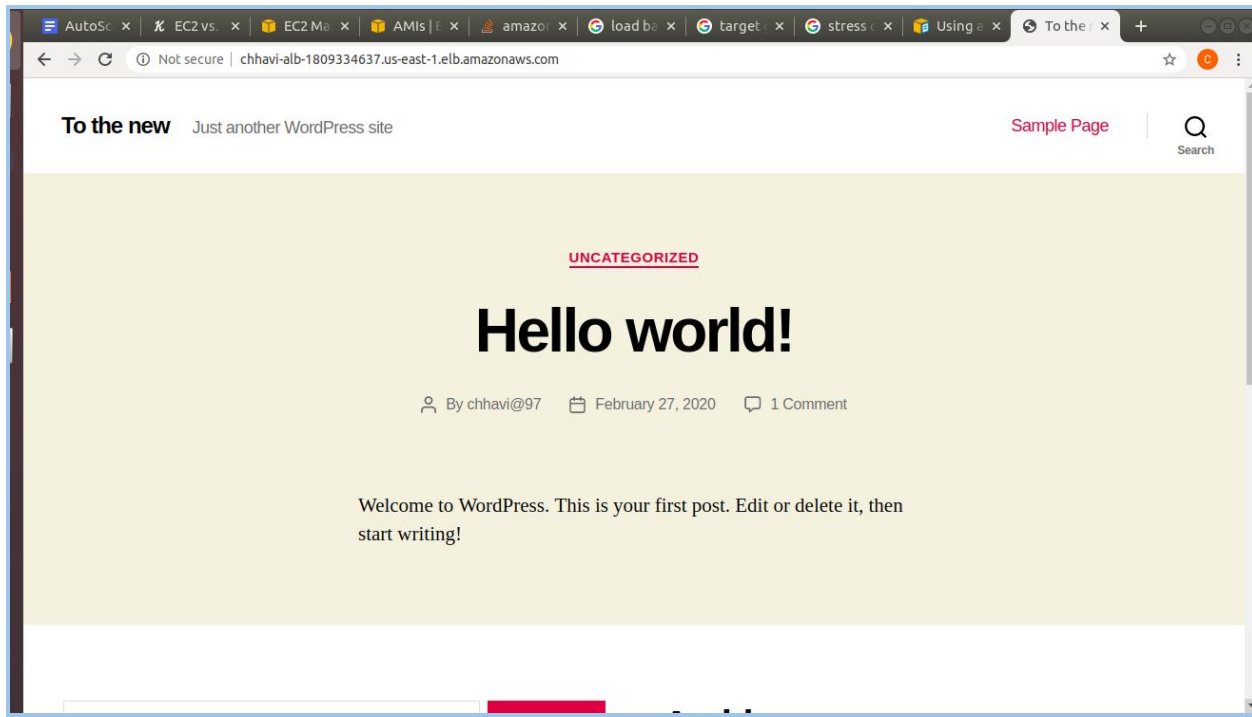 AutoSc EC2 vs. EC2 Ma AMIs | E amazo load ba target g stress c Using a To the
Not secure | chhavi-alb-1809334637.us-east-1.elb.amazonaws.com C
To the new Just another WordPress site Sample Page
Search
UNCATEGORIZED
Hello world!
By chhavi@97 February 27, 2020 1 Comment
Welcome to WordPress. This is your first post. Edit or delete it, then
start writing!